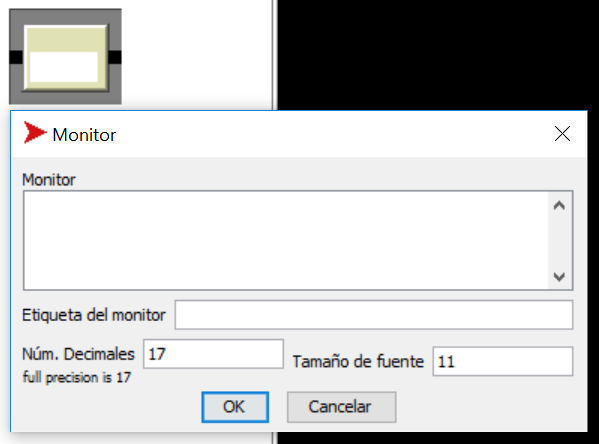 Monitor
Monitor
Etiqueta del monitor
Núm. Decimales 17
full precision is 17
Tamaño de fuente 11
OK Cancelar